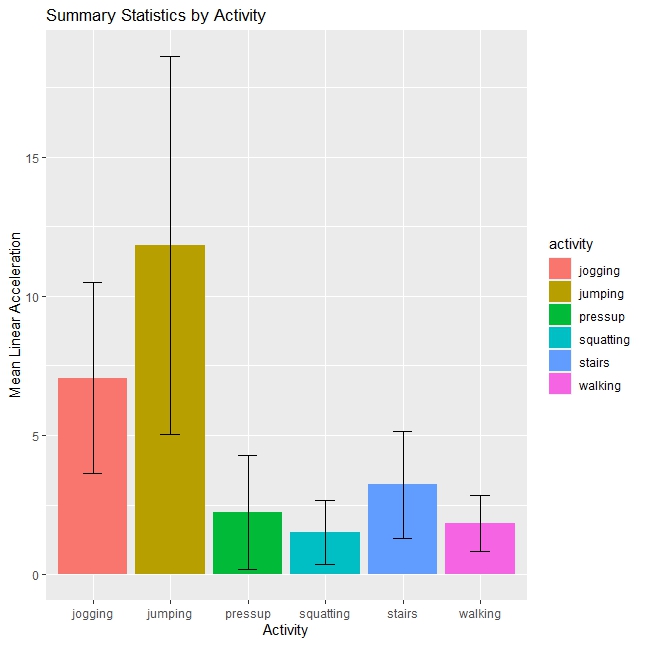 Summary Statistics by Activity
Mean Linear Acceleration
15
10
5
0
jogging jumping pressup squatting stairs walking
Activity
activity
jogging
jumping
pressup
squatting
stairs
walking